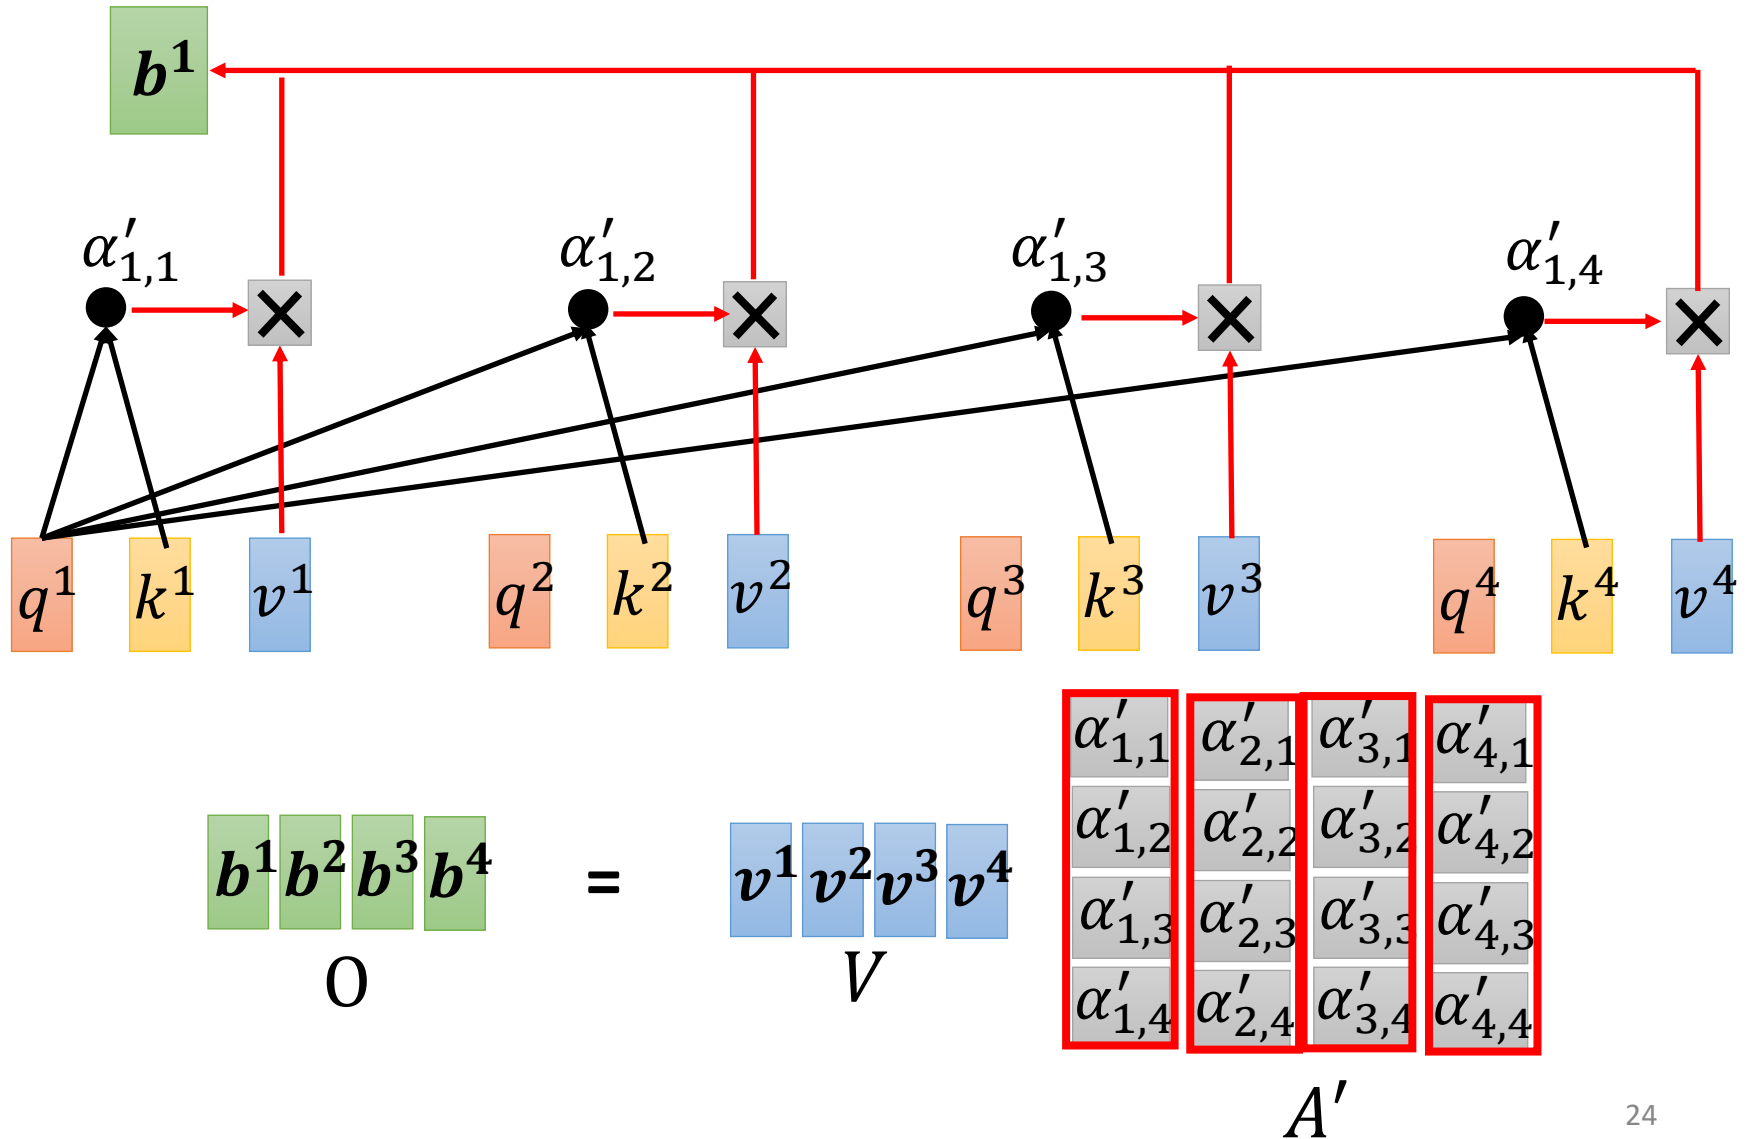 b¹
α′1,1 α′1,2 α′1,3 α′1,4
q¹ k¹ v¹ q² k² v² q³ k³ v³ q⁴ k⁴ v⁴
α′1,1 α′2,1 α′3,1 α′4,1
α′1,2 α′2,2 α′3,2 α′4,2
b¹ b² b³ b⁴ = v¹ v² v³ v⁴
α′1,3 α′2,3 α′3,3 α′4,3
O V
α′1,4 α′2,4 α′3,4 α′4,4
A′
24